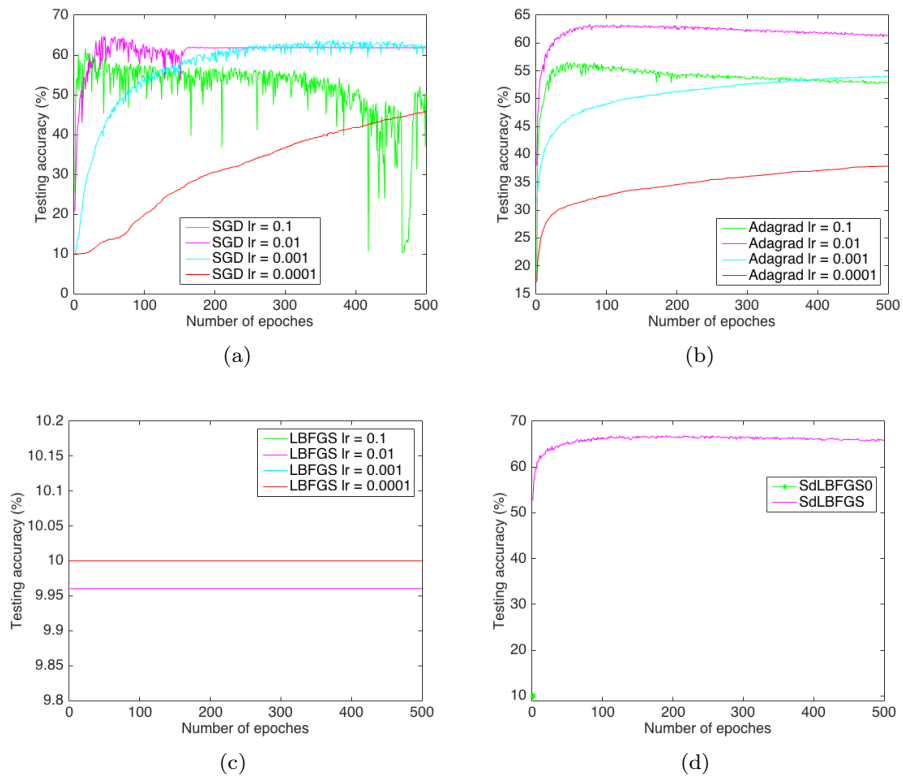 70
60
50
40
30
20
10
0
Testing accuracy (%)
SGD lr = 0.1
SGD lr = 0.01
SGD lr = 0.001
SGD lr = 0.0001
0 100 200 300 400 500
Number of epoches
(a)
65
60
55
50
45
40
35
30
25
20
15
Testing accuracy (%)
Adagrad lr = 0.1
Adagrad lr = 0.01
Adagrad lr = 0.001
Adagrad lr = 0.0001
0 100 200 300 400 500
Number of epoches
(b)
10.2
10.15
10.1
10.05
10
9.95
9.9
9.85
9.8
Testing accuracy (%)
LBFGS lr = 0.1
LBFGS lr = 0.01
LBFGS lr = 0.001
LBFGS lr = 0.0001
0 100 200 300 400 500
Number of epoches
(c)
70
60
50
40
30
20
10
Testing accuracy (%)
SdLBFGS0
SdLBFGS
0 100 200 300 400 500
Number of epoches
(d)